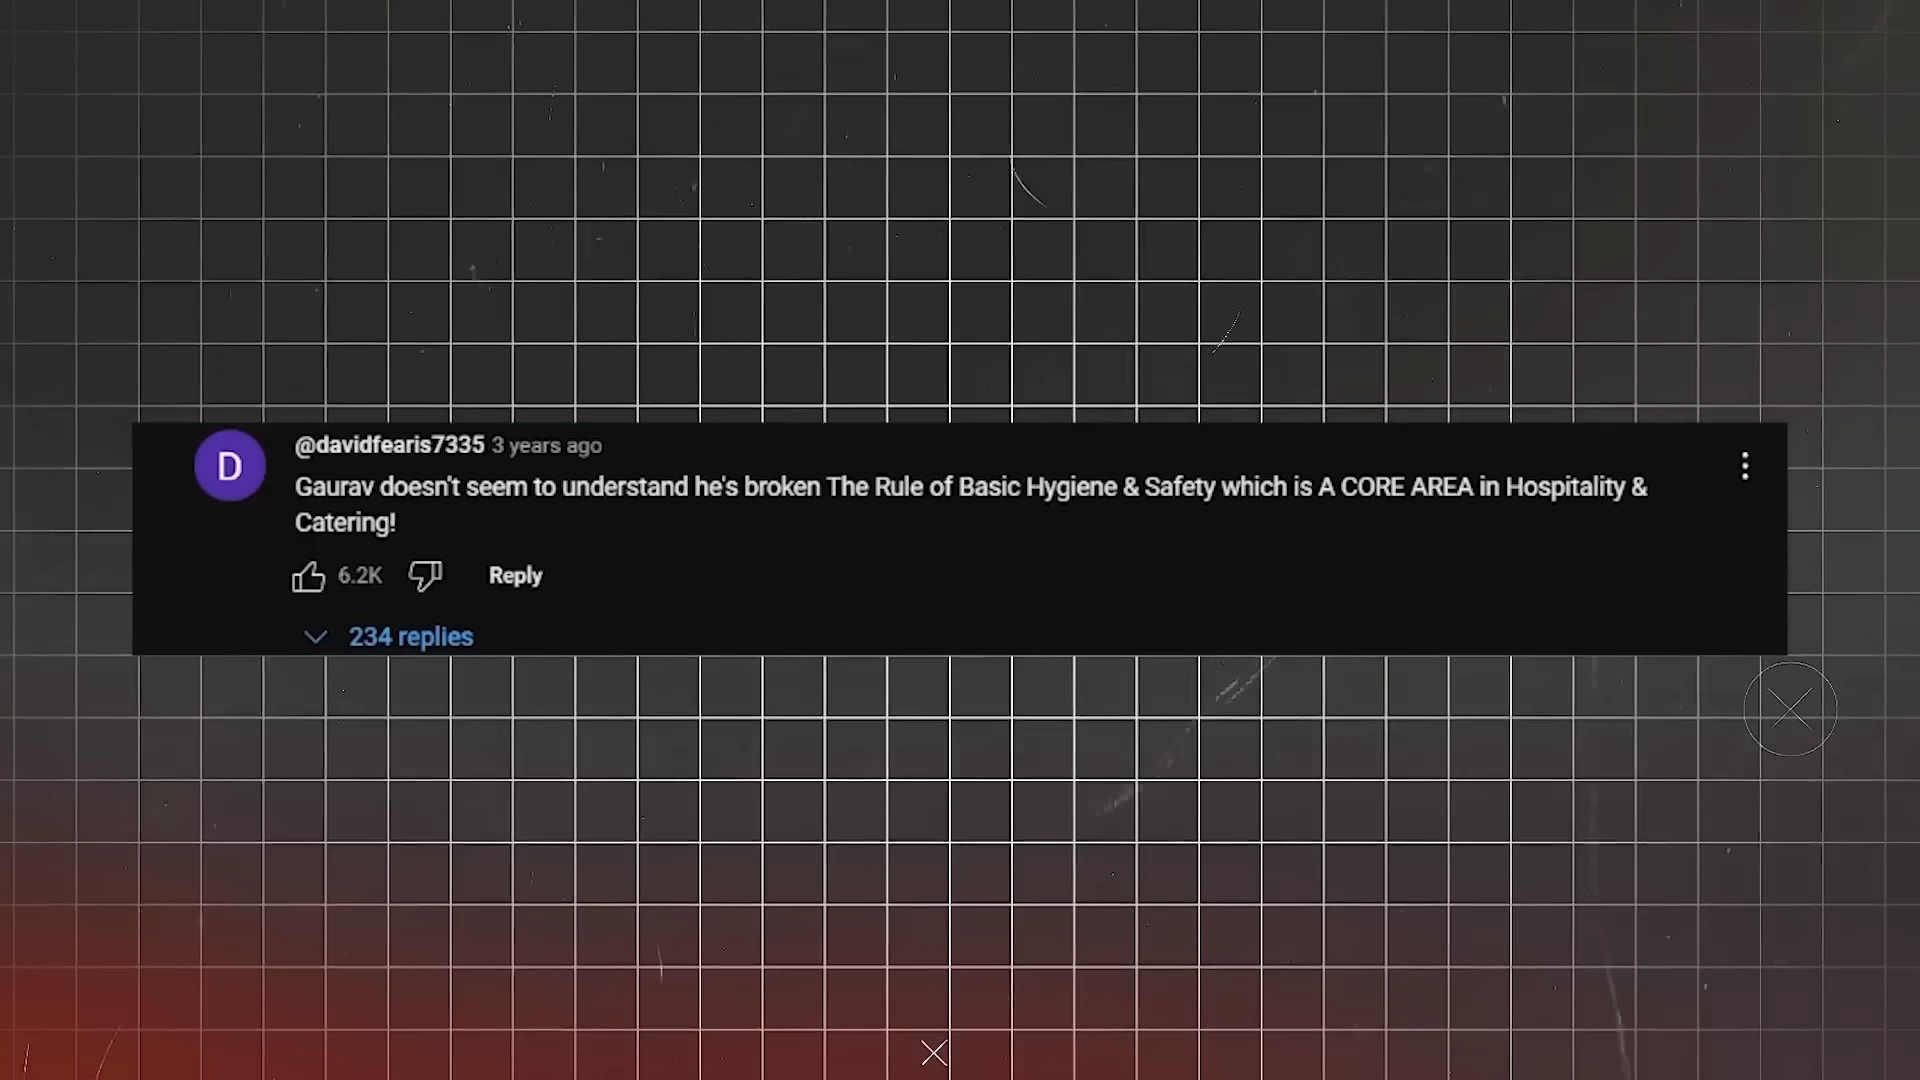 D
@davidfearis7335 3 years ago
Gaurav doesn't seem to understand he's broken The Rule of Basic Hygiene & Safety which is A CORE AREA in Hospitality &
Catering!
6.2K Reply
234 replies